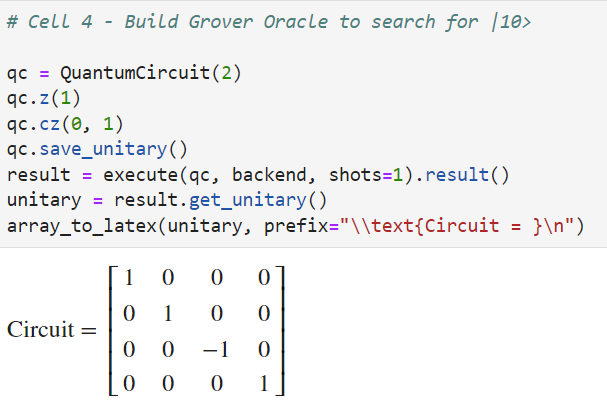 # Cell 4 - Build Grover Oracle to search for |10>
qc = QuantumCircuit(2)
qc.z(1)
qc.cz(0, 1)
qc.save_unitary()
result = execute(qc, backend, shots=1).result()
unitary = result.get_unitary()
array_to_latex(unitary, prefix="\\text{Circuit = }\n")
1 0 0 0
0 1 0 0
Circuit =
0 0 −1 0
0 0 0 1